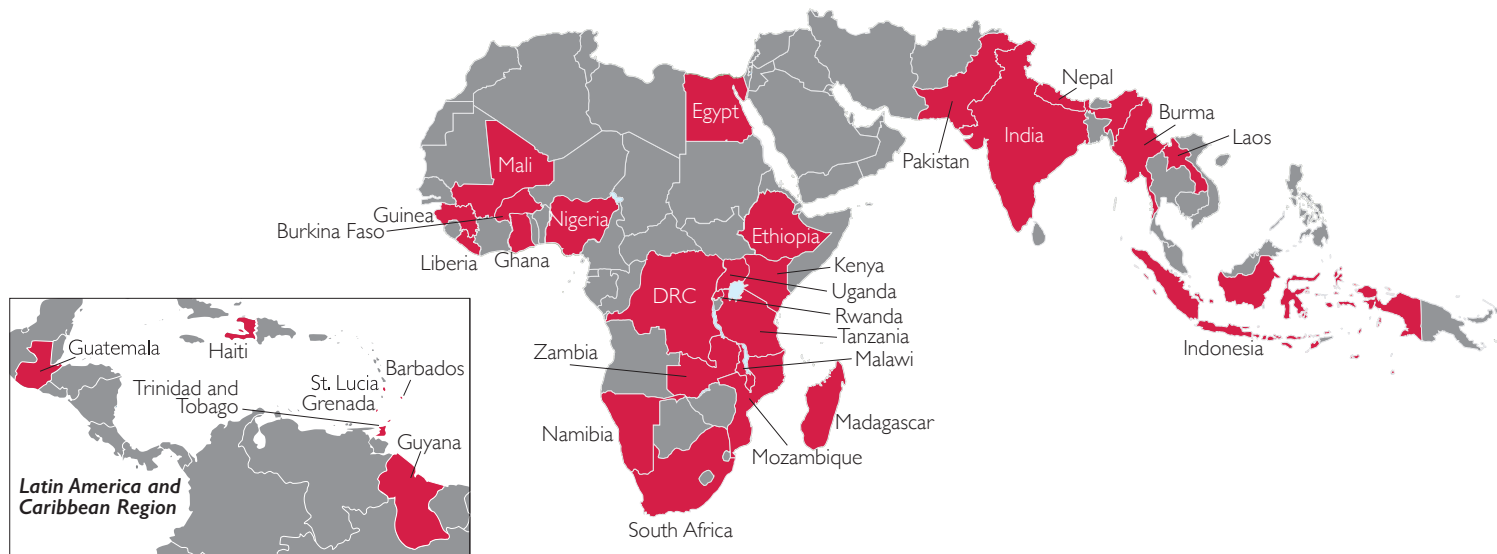 Egypt
Nepal
Burma
India
Laos
Pakistan
Mali
Guinea
Burkina Faso
Nigeria
Ethiopia
Liberia
Ghana
Kenya
Uganda
DRC
Rwanda
Tanzania
Zambia
Malawi
Indonesia
Namibia
Madagascar
Mozambique
South Africa
Guatemala
Haiti
Barbados
Trinidad and
Tobago
St. Lucia
Grenada
Guyana
Latin America and
Caribbean Region